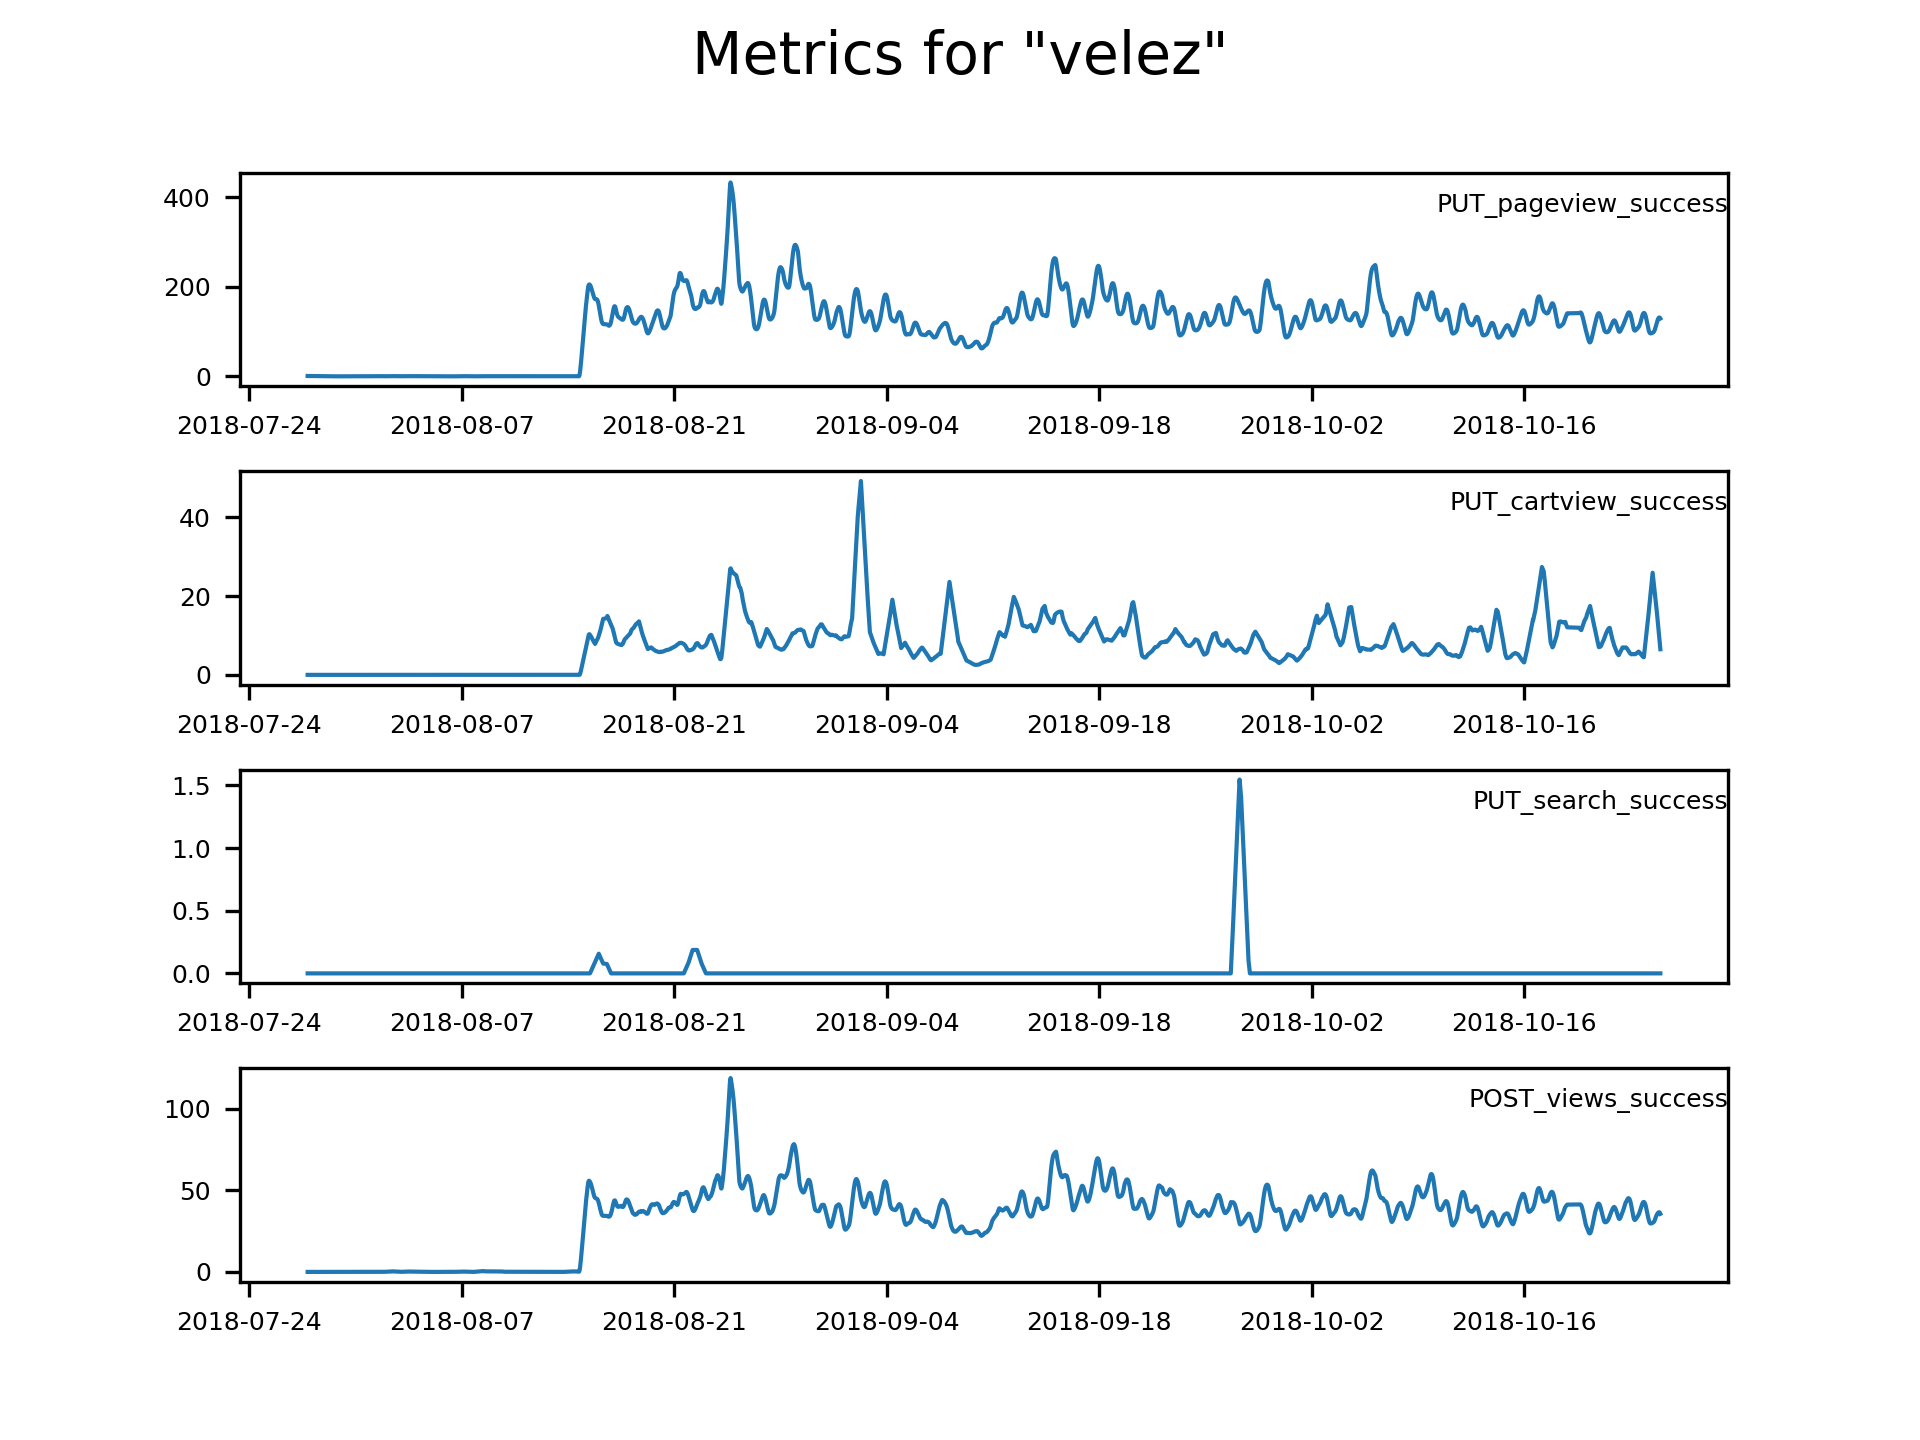 Metrics for "velez"
PUT_pageview_success
400
200
0
2018-07-24 2018-08-07 2018-08-21 2018-09-04 2018-09-18 2018-10-02 2018-10-16
PUT_cartview_success
40
20
0
2018-07-24 2018-08-07 2018-08-21 2018-09-04 2018-09-18 2018-10-02 2018-10-16
PUT_search_success
1.5
1.0
0.5
0.0
2018-07-24 2018-08-07 2018-08-21 2018-09-04 2018-09-18 2018-10-02 2018-10-16
POST_views_success
100
50
0
2018-07-24 2018-08-07 2018-08-21 2018-09-04 2018-09-18 2018-10-02 2018-10-16